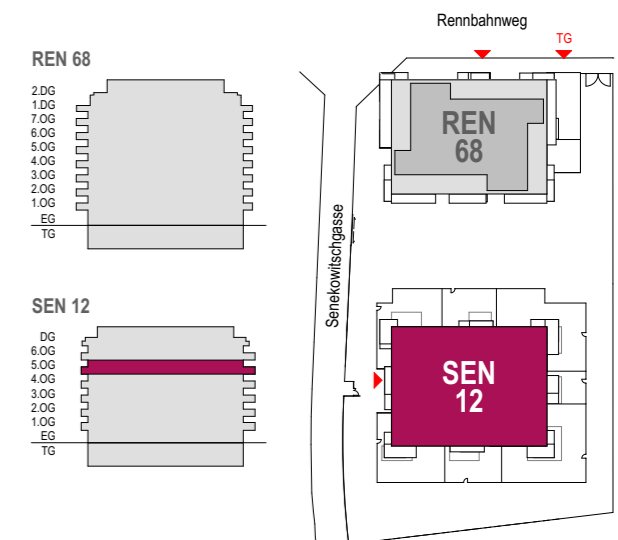 Rennbahnweg
TG
REN 68
2.DG
1.DG
7.OG
6.OG
5.OG
4.OG
3.OG
2.OG
1.OG
EG
TG
REN
68
Senekowitschgasse
SEN 12
DG
6.OG
5.OG
4.OG
3.OG
2.OG
1.OG
EG
TG
SEN
12